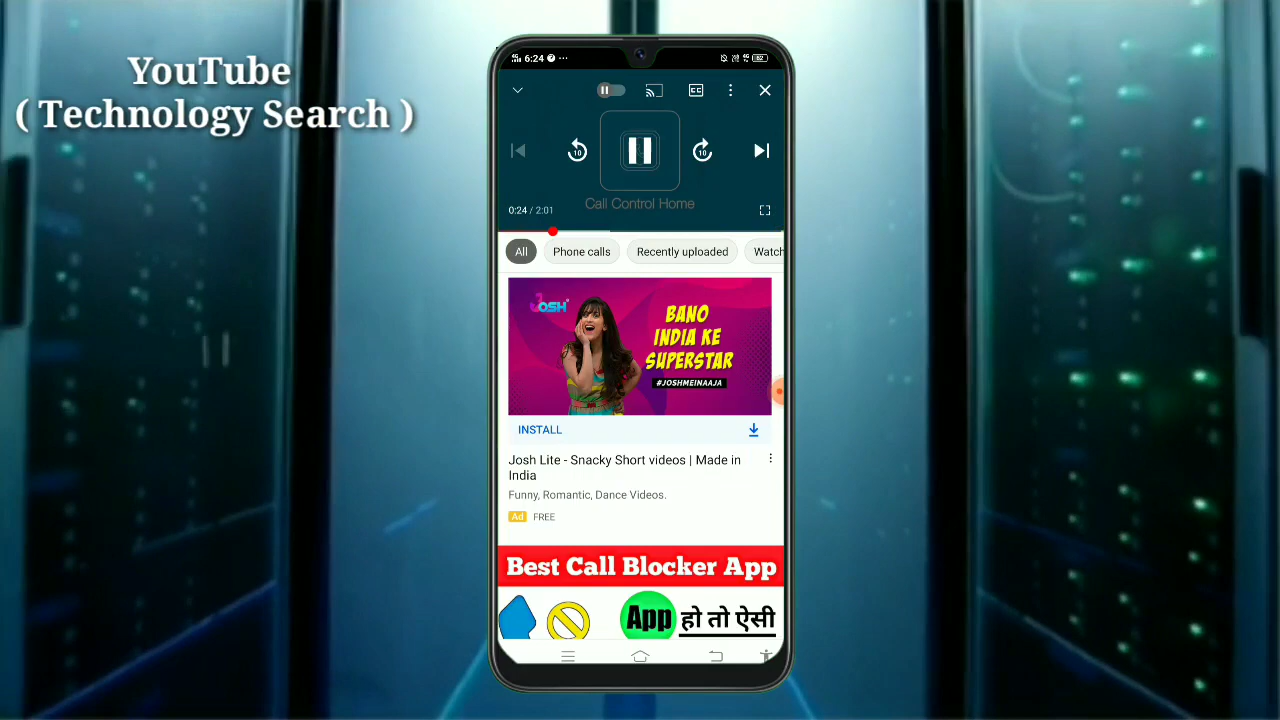 YouTube
( Technology Search )
6:24
Call Control Home
0:24 / 2:01
All
Phone calls
Recently uploaded
Watch
JOSH
BANO
INDIA KE
SUPERSTAR
#JOSHMEINAAJA
INSTALL
Josh Lite - Snacky Short videos | Made in
India
Funny, Romantic, Dance Videos.
Ad FREE
Best Call Blocker App
App हो तो ऐसी